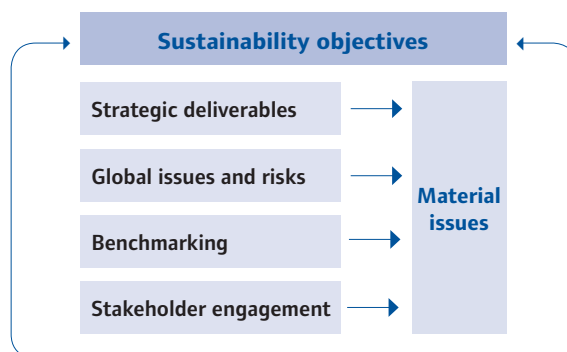 Sustainability objectives
Strategic deliverables
Global issues and risks
Benchmarking
Stakeholder engagement
Material
issues